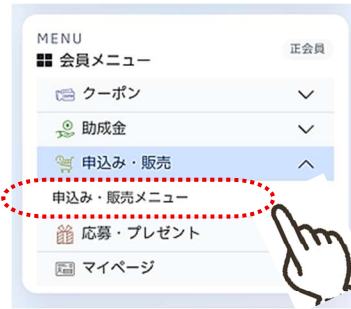 MENU
会員メニュー
正会員
クーポン
助成金
申込み・販売
申込み・販売メニュー
応募・プレゼント
マイページ